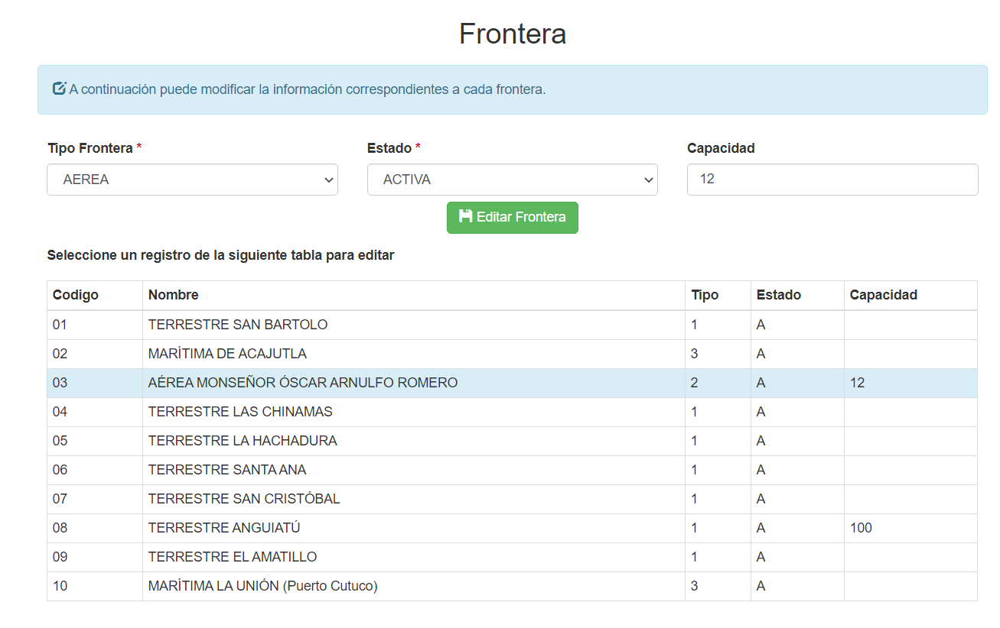 Frontera
A continuación puede modificar la información correspondientes a cada frontera.
Tipo Frontera * Estado * Capacidad
AEREA ACTIVA 12
Editar Frontera
Seleccione un registro de la siguiente tabla para editar
Codigo Nombre Tipo Estado Capacidad
01 TERRESTRE SAN BARTOLO 1 A
02 MARÍTIMA DE ACAJUTLA 3 A
03 AÉREA MONSEÑOR ÓSCAR ARNULFO ROMERO 2 A 12
04 TERRESTRE LAS CHINAMAS 1 A
05 TERRESTRE LA HACHADURA 1 A
06 TERRESTRE SANTA ANA 1 A
07 TERRESTRE SAN CRISTÓBAL 1 A
08 TERRESTRE ANGUIATÚ 1 A 100
09 TERRESTRE EL AMATILLO 1 A
10 MARÍTIMA LA UNIÓN (Puerto Cutuco) 3 A